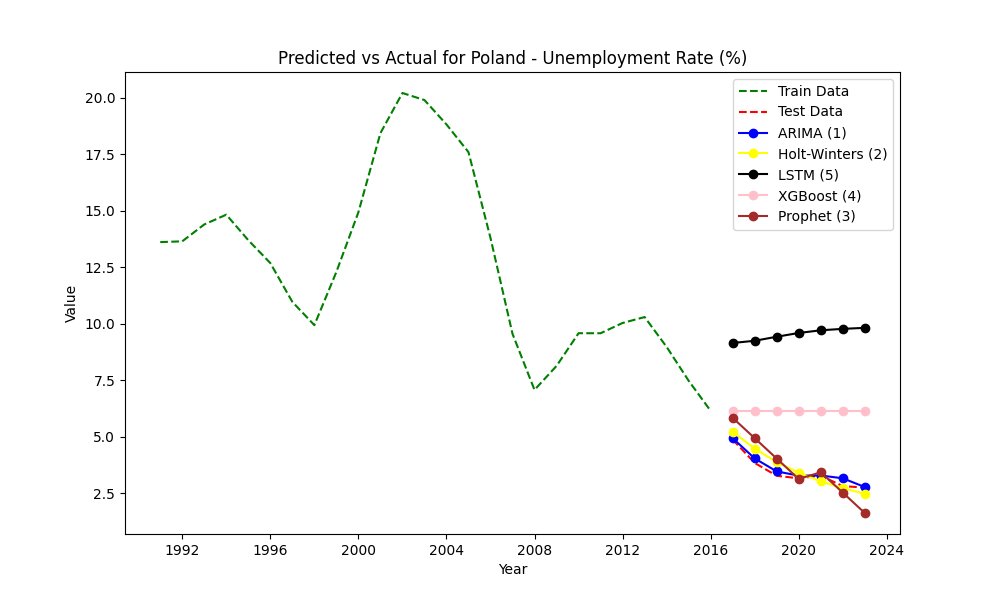 Predicted vs Actual for Poland - Unemployment Rate (%)
Value
20.0
17.5
15.0
12.5
10.0
7.5
5.0
2.5
Train Data
Test Data
ARIMA (1)
Holt-Winters (2)
LSTM (5)
XGBoost (4)
Prophet (3)
1992 1996 2000 2004 2008 2012 2016 2020 2024
Year